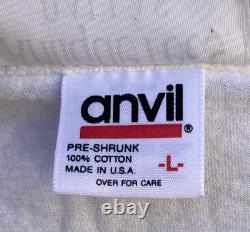 anvil®
PRE-SHRUNK
100% COTTON
MADE IN U.S.A.
-L-
OVER FOR CARE